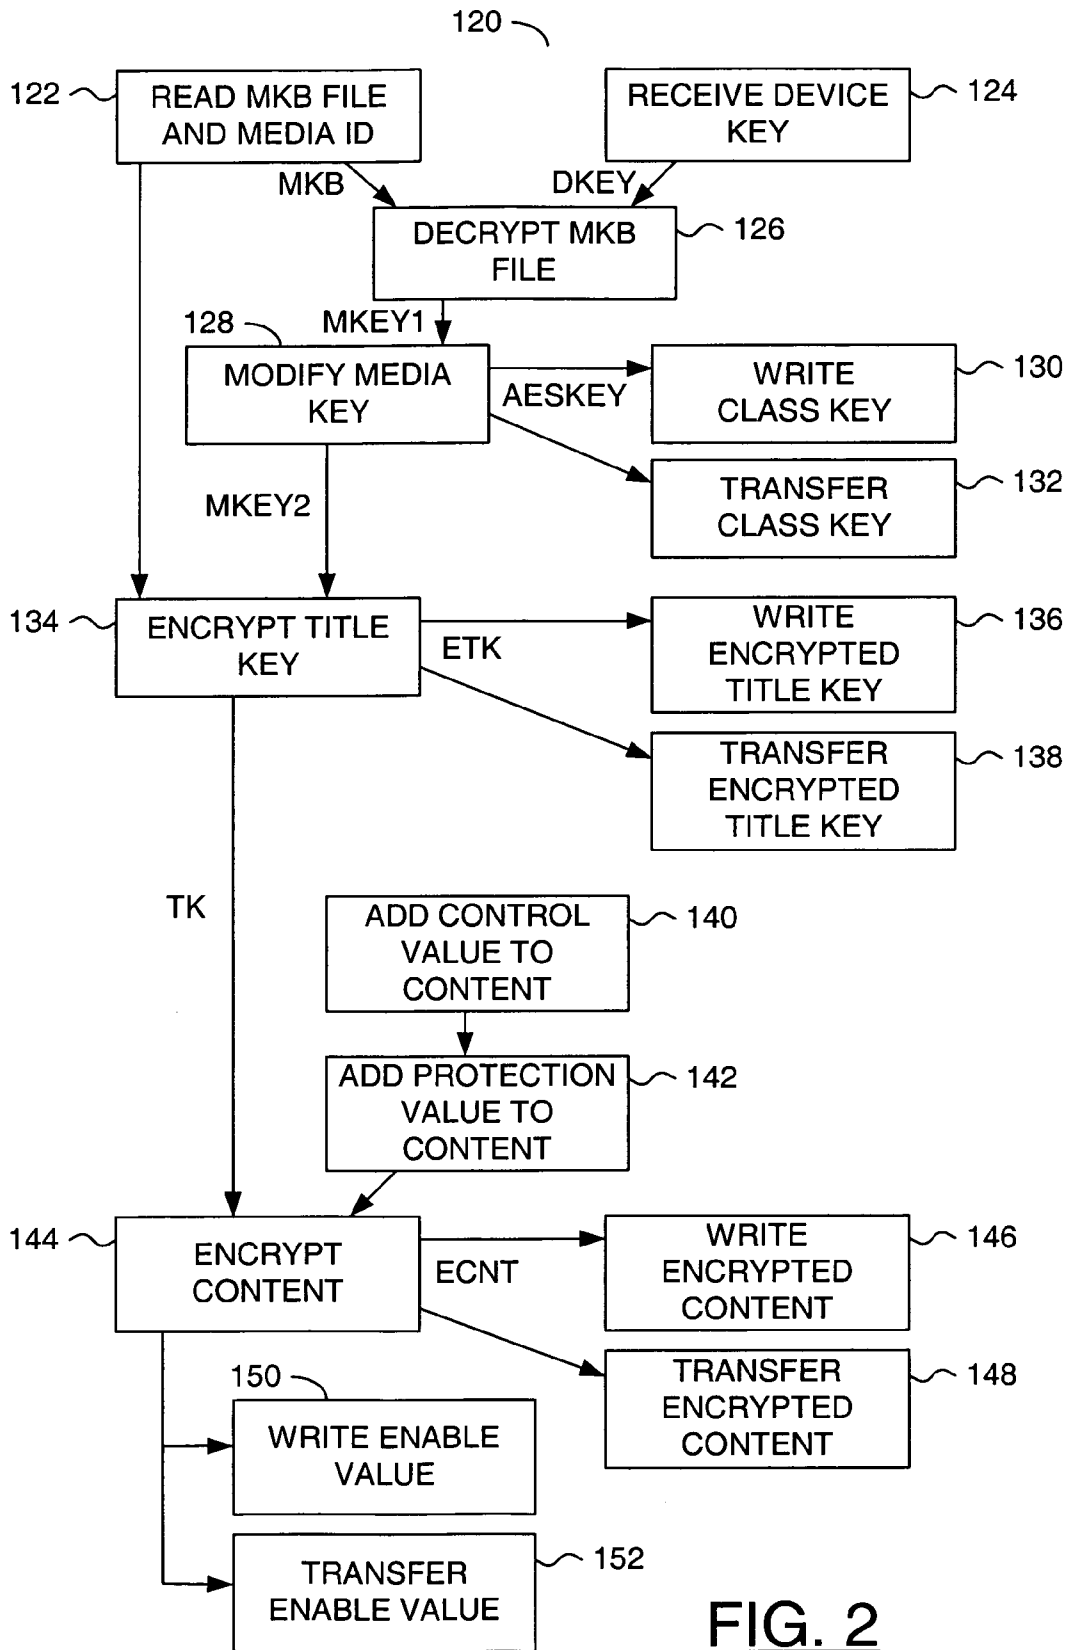 120
122
READ MKB FILE
AND MEDIA ID
RECEIVE DEVICE
KEY
124
MKB
DKEY
DECRYPT MKB
FILE
126
MKEY1
128
MODIFY MEDIA
KEY
AESKEY
WRITE
CLASS KEY
130
TRANSFER
CLASS KEY
132
MKEY2
134
ENCRYPT TITLE
KEY
ETK
WRITE
ENCRYPTED
TITLE KEY
136
TRANSFER
ENCRYPTED
TITLE KEY
138
TK
ADD CONTROL
VALUE TO
CONTENT
140
ADD PROTECTION
VALUE TO
CONTENT
142
144
ENCRYPT
CONTENT
ECNT
WRITE
ENCRYPTED
CONTENT
146
TRANSFER
ENCRYPTED
CONTENT
148
150
WRITE ENABLE
VALUE
TRANSFER
ENABLE VALUE
152
FIG. 2